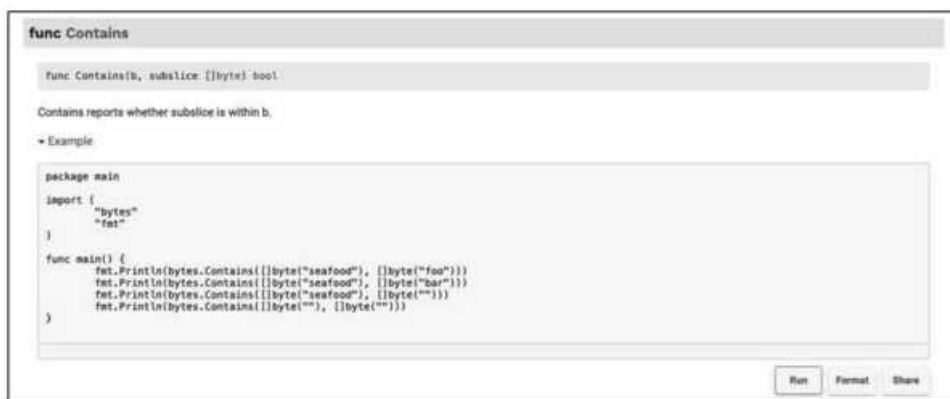 func Contains
func Contains(b, subslice []byte) bool
Contains reports whether subslice is within b.
▾ Example
package main
import (
"bytes"
"fmt"
)
func main() {
fmt.Println(bytes.Contains([]byte("seafood"), []byte("foo")))
fmt.Println(bytes.Contains([]byte("seafood"), []byte("bar")))
fmt.Println(bytes.Contains([]byte("seafood"), []byte("")))
fmt.Println(bytes.Contains([]byte(""), []byte("")))
}
Run Format Share